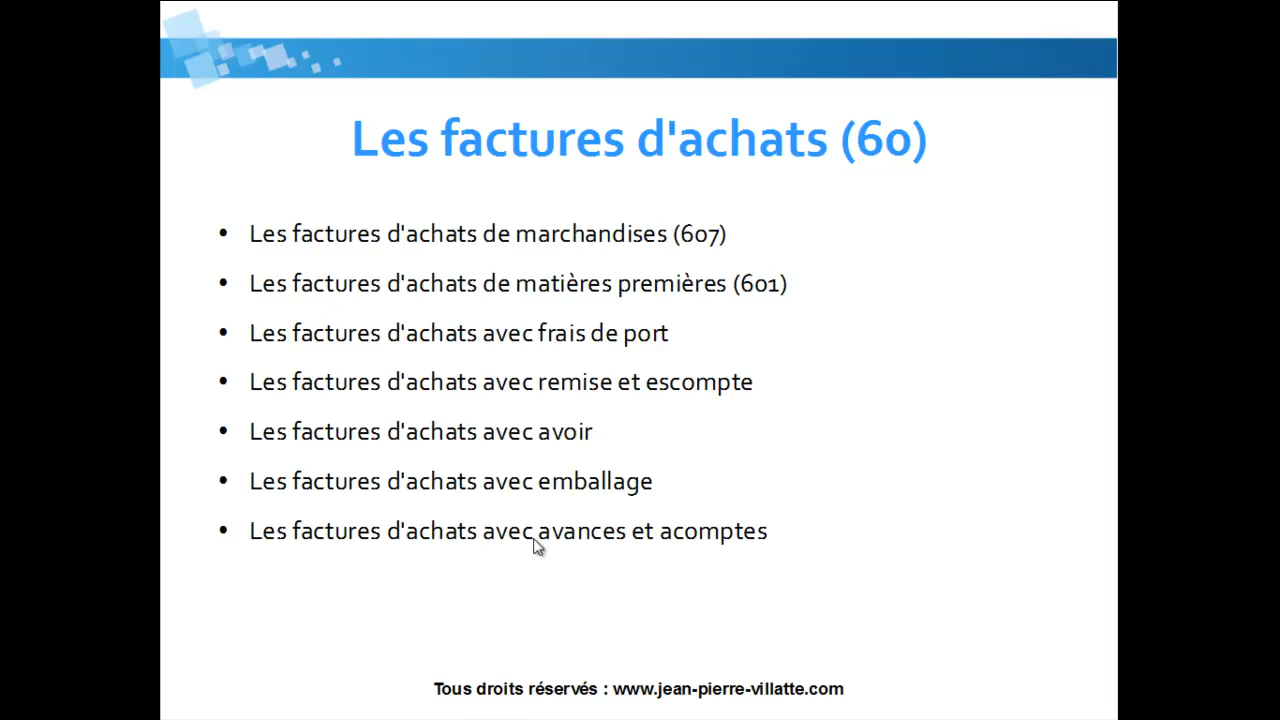 Les factures d'achats (60)
• Les factures d'achats de marchandises (607)
• Les factures d'achats de matières premières (601)
• Les factures d'achats avec frais de port
• Les factures d'achats avec remise et escompte
• Les factures d'achats avec avoir
• Les factures d'achats avec emballage
• Les factures d'achats avec avances et acomptes
Tous droits réservés : www.jean-pierre-villatte.com